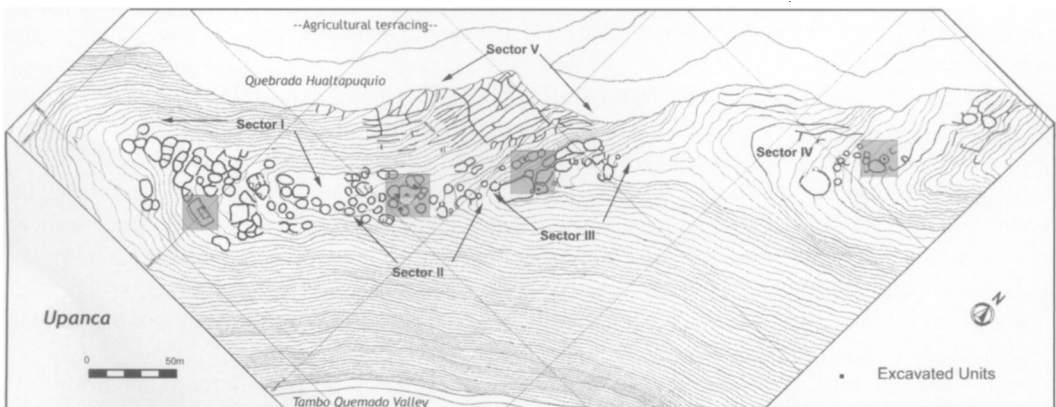 --Agricultural terracing--
Sector V
Quebrada Hualtapuquio
Sector I
Sector IV
Sector III
Sector II
N
Upanca
0 50m
Excavated Units
Tambo Quemado Valley